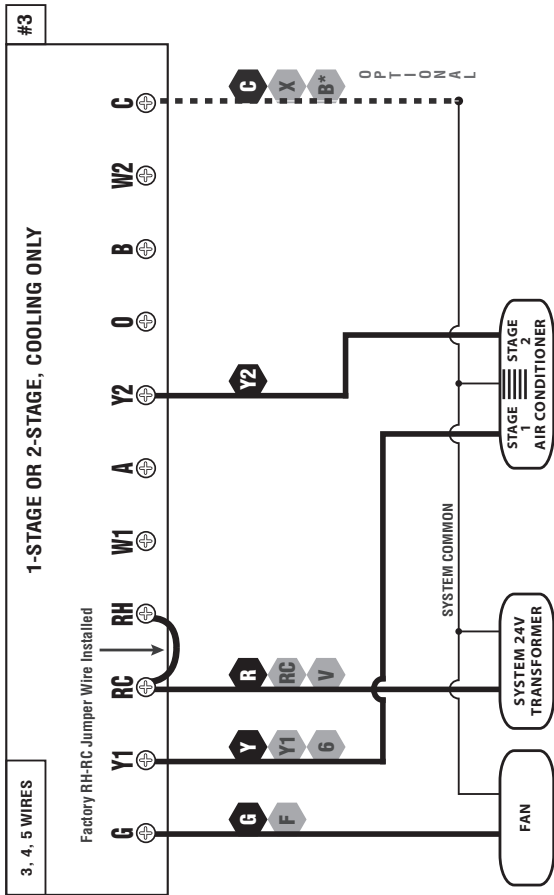 3, 4, 5 WIRES
#3
1-STAGE OR 2-STAGE, COOLING ONLY
Factory RH-RC Jumper Wire Installed
G Y1 RC RH W1 A Y2 O B W2 C
G Y R Y2 C
F Y1 RC X
6 V B*
OPTIONAL
SYSTEM COMMON
FAN
SYSTEM 24V
TRANSFORMER
STAGE STAGE
1 2
AIR CONDITIONER